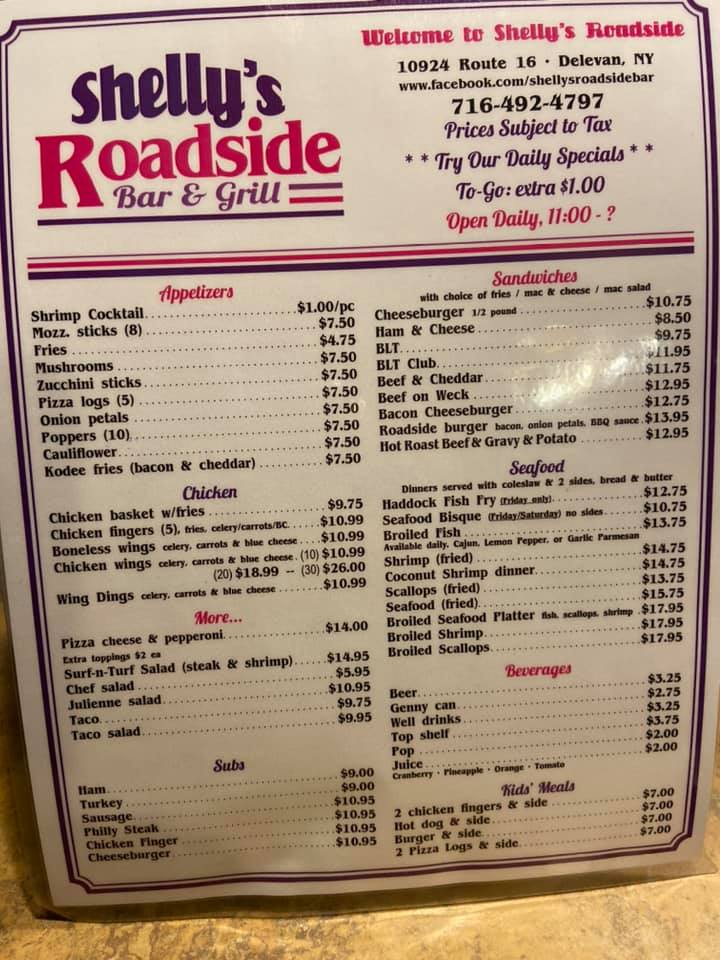 Shelly's
Roadside
Bar & Grill
Welcome to Shelly's Roadside
10924 Route 16 · Delevan, NY
www.facebook.com/shellysroadsidebar
716-492-4797
Prices Subject to Tax
* * Try Our Daily Specials * *
To-Go: extra $1.00
Open Daily, 11:00 - ?
Appetizers
Shrimp Cocktail $1.00/pc
Mozz. sticks (8) $7.50
Fries $4.75
Mushrooms $7.50
Zucchini sticks $7.50
Pizza logs (5) $7.50
Onion petals $7.50
Poppers (10) $7.50
Cauliflower $7.50
Kodee fries (bacon & cheddar) $7.50
Chicken
Chicken basket w/fries $9.75
Chicken fingers (5), fries, celery/carrots/BC $10.99
Boneless wings celery, carrots & blue cheese $10.99
Chicken wings celery, carrots & blue cheese (10) $10.99
(20) $18.99 -- (30) $26.00
Wing Dings celery, carrots & blue cheese $10.99
More...
Pizza cheese & pepperoni $14.00
Extra toppings $2 ea
Surf-n-Turf Salad (steak & shrimp) $14.95
Chef salad $5.95
Julienne salad $10.95
Taco $9.75
Taco salad $9.95
Subs
Ham $9.00
Turkey $9.00
Sausage $10.95
Philly Steak $10.95
Chicken Finger $10.95
Cheeseburger $10.95
Sandwiches
with choice of fries / mac & cheese / mac salad
Cheeseburger 1/2 pound $10.75
Ham & Cheese $8.50
BLT $9.75
BLT Club $11.95
Beef & Cheddar $11.75
Beef on Weck $12.95
Bacon Cheeseburger $12.75
Roadside burger bacon, onion petals, BBQ sauce $13.95
Hot Roast Beef & Gravy & Potato $12.95
Seafood
Dinners served with coleslaw & 2 sides, bread & butter
Haddock Fish Fry (Friday only) $12.75
Seafood Bisque (Friday/Saturday) no sides $10.75
Broiled Fish $13.75
Available daily, Cajun, Lemon Pepper, or Garlic Parmesan
Shrimp (fried) $14.75
Coconut Shrimp dinner $14.75
Scallops (fried) $13.75
Seafood (fried) $15.75
Broiled Seafood Platter fish, scallops, shrimp $17.95
Broiled Shrimp $17.95
Broiled Scallops $17.95
Beverages
Beer $3.25
Genny can $2.75
Well drinks $3.25
Top shelf $3.75
Pop $2.00
Juice $2.00
Cranberry · Pineapple · Orange · Tomato
Kids' Meals
2 chicken fingers & side $7.00
Hot dog & side $7.00
Burger & side $7.00
2 Pizza Logs & side $7.00